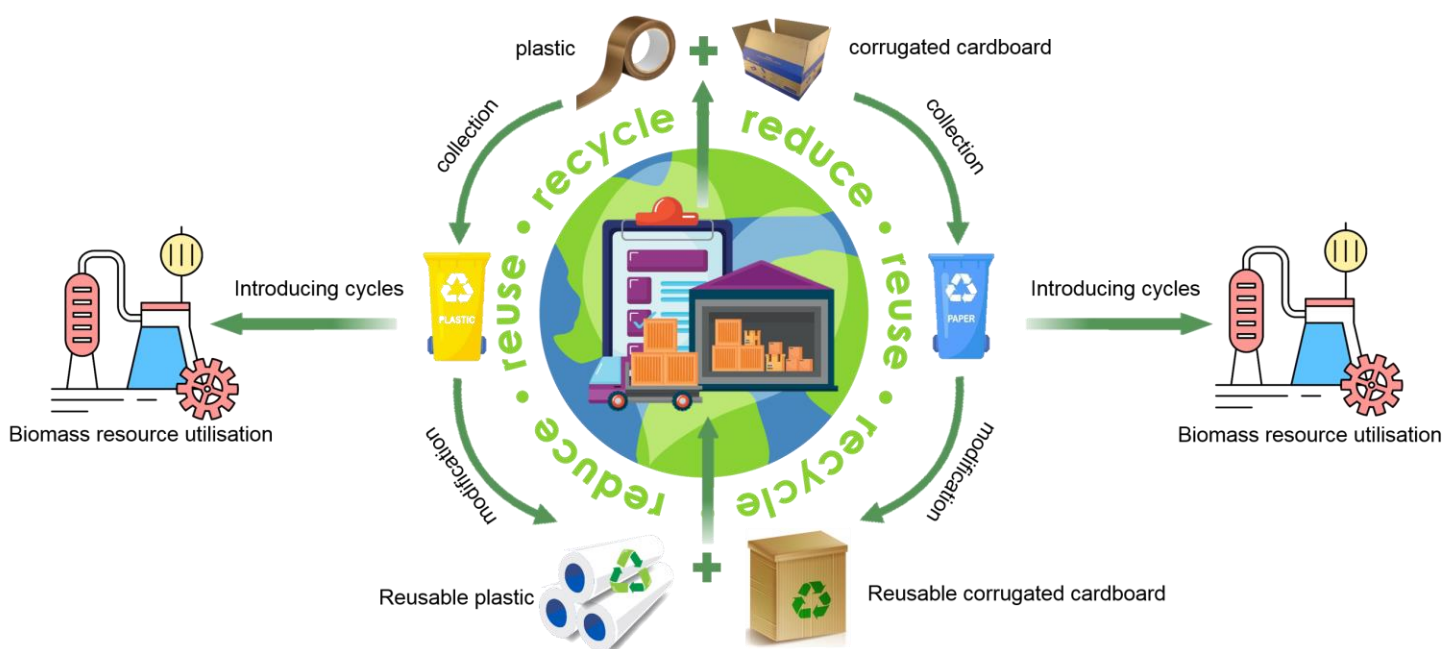 plastic
corrugated cardboard
collection
collection
recycle • reduce • reuse • recycle • reduce • reuse •
Introducing cycles
PLASTIC
PAPER
Introducing cycles
Biomass resource utilisation
Biomass resource utilisation
modification
modification
Reusable plastic
Reusable corrugated cardboard